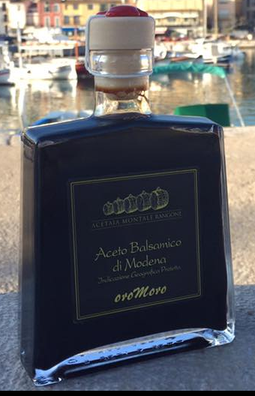 ACETAIA MONTALE RANGONE
Aceto Balsamico
di Modena
Indicazione Geografica Protetta
oroMoro